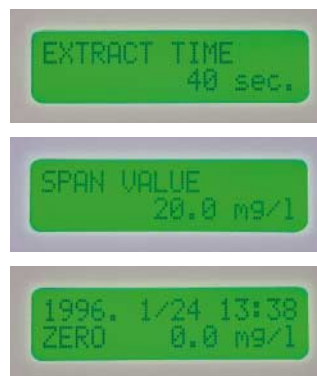 EXTRACT TIME
40 sec.
SPAN VALUE
20.0 mg/l
1996. 1/24 13:38
ZERO 0.0 mg/l